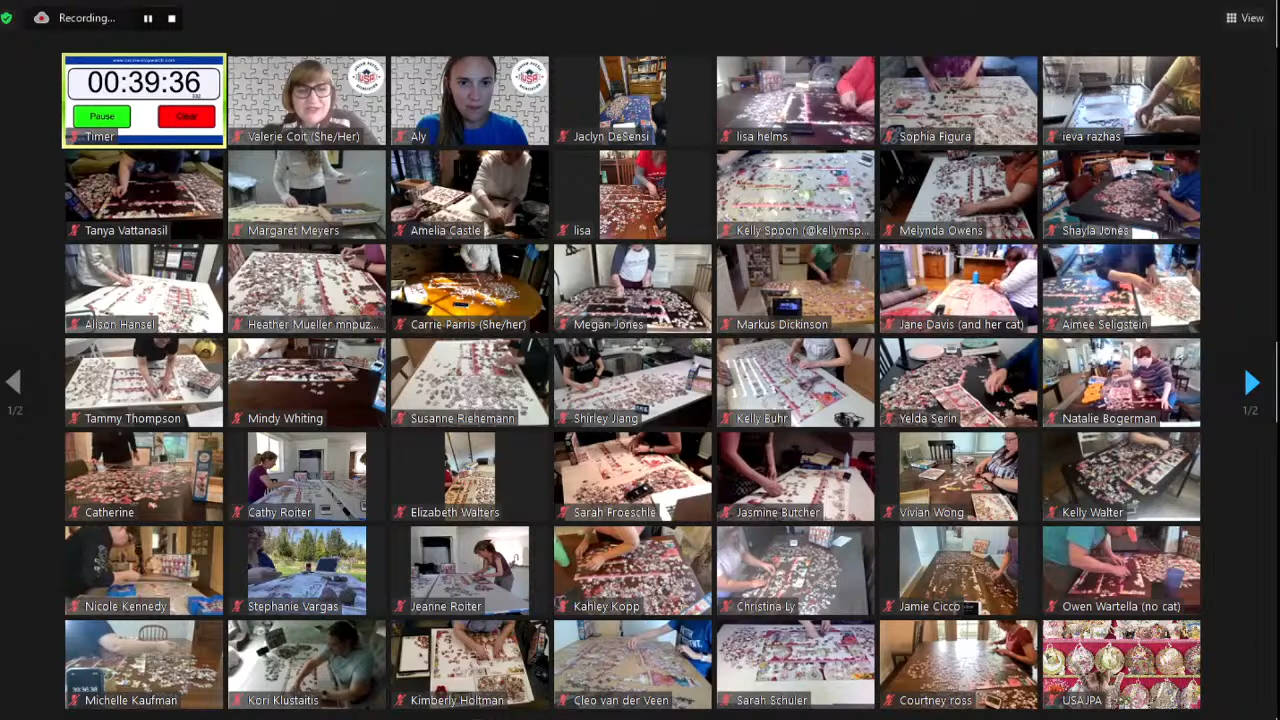 Recording...
View
www.online-stopwatch.com
00:39:36
Pause
Clear
Timer
USA
Valerie Coit (She/Her)
USA
Aly
Jaclyn DeSensi
lisa helms
Sophia Figura
ieva razhas
Tanya Vattanasil
Margaret Meyers
Amelia Castle
lisa
Kelly Spoon (@kellymsp...
Melynda Owens
Shayla Jones
Alison Hansel
Heather Mueller mnpuz...
Carrie Parris (She/her)
Megan Jones
Markus Dickinson
Jane Davis (and her cat)
Aimee Seligstein
Tammy Thompson
Mindy Whiting
Susanne Riehemann
Shirley Jiang
Kelly Buhr
Yelda Serin
Natalie Bogerman
1/2
1/2
Catherine
Cathy Roiter
Elizabeth Walters
Sarah Froeschle
Jasmine Butcher
Vivian Wong
Kelly Walter
Nicole Kennedy
Stephanie Vargas
Jeanne Roiter
Kahley Kopp
Christina Ly
Jamie Cicco
Owen Wartella (no cat)
Michelle Kaufman
Kori Klustaitis
Kimberly Holtman
Cleo van der Veen
Sarah Schuler
Courtney ross
USAJPA